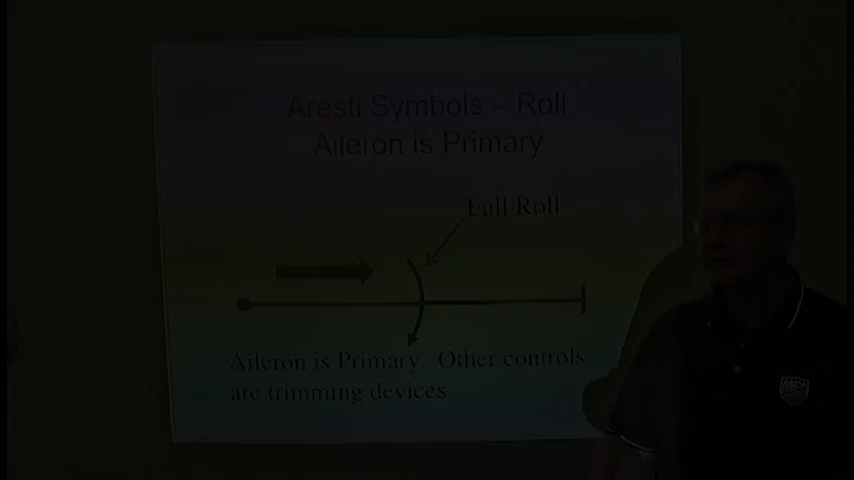 Aresti Symbols – Roll
Aileron is Primary
Full Roll
Aileron is Primary. Other controls
are trimming devices